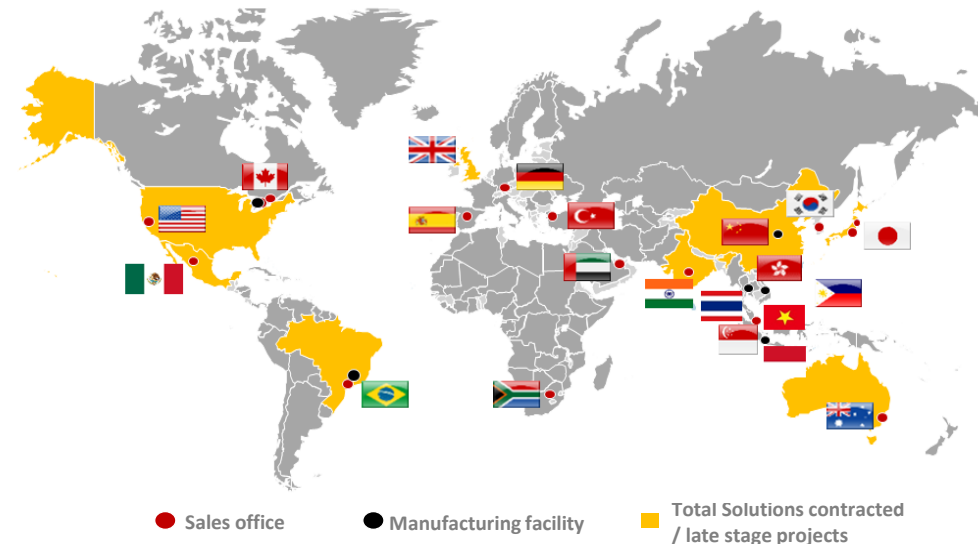 Sales office
Manufacturing facility
Total Solutions contracted
/ late stage projects